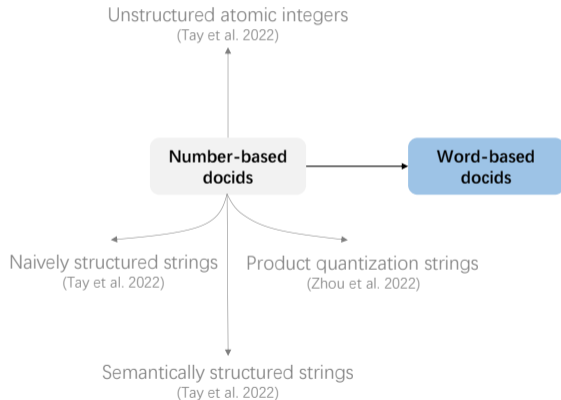 Unstructured atomic integers
(Tay et al. 2022)
Number-based
docids
Word-based
docids
Naively structured strings
(Tay et al. 2022)
Product quantization strings
(Zhou et al. 2022)
Semantically structured strings
(Tay et al. 2022)